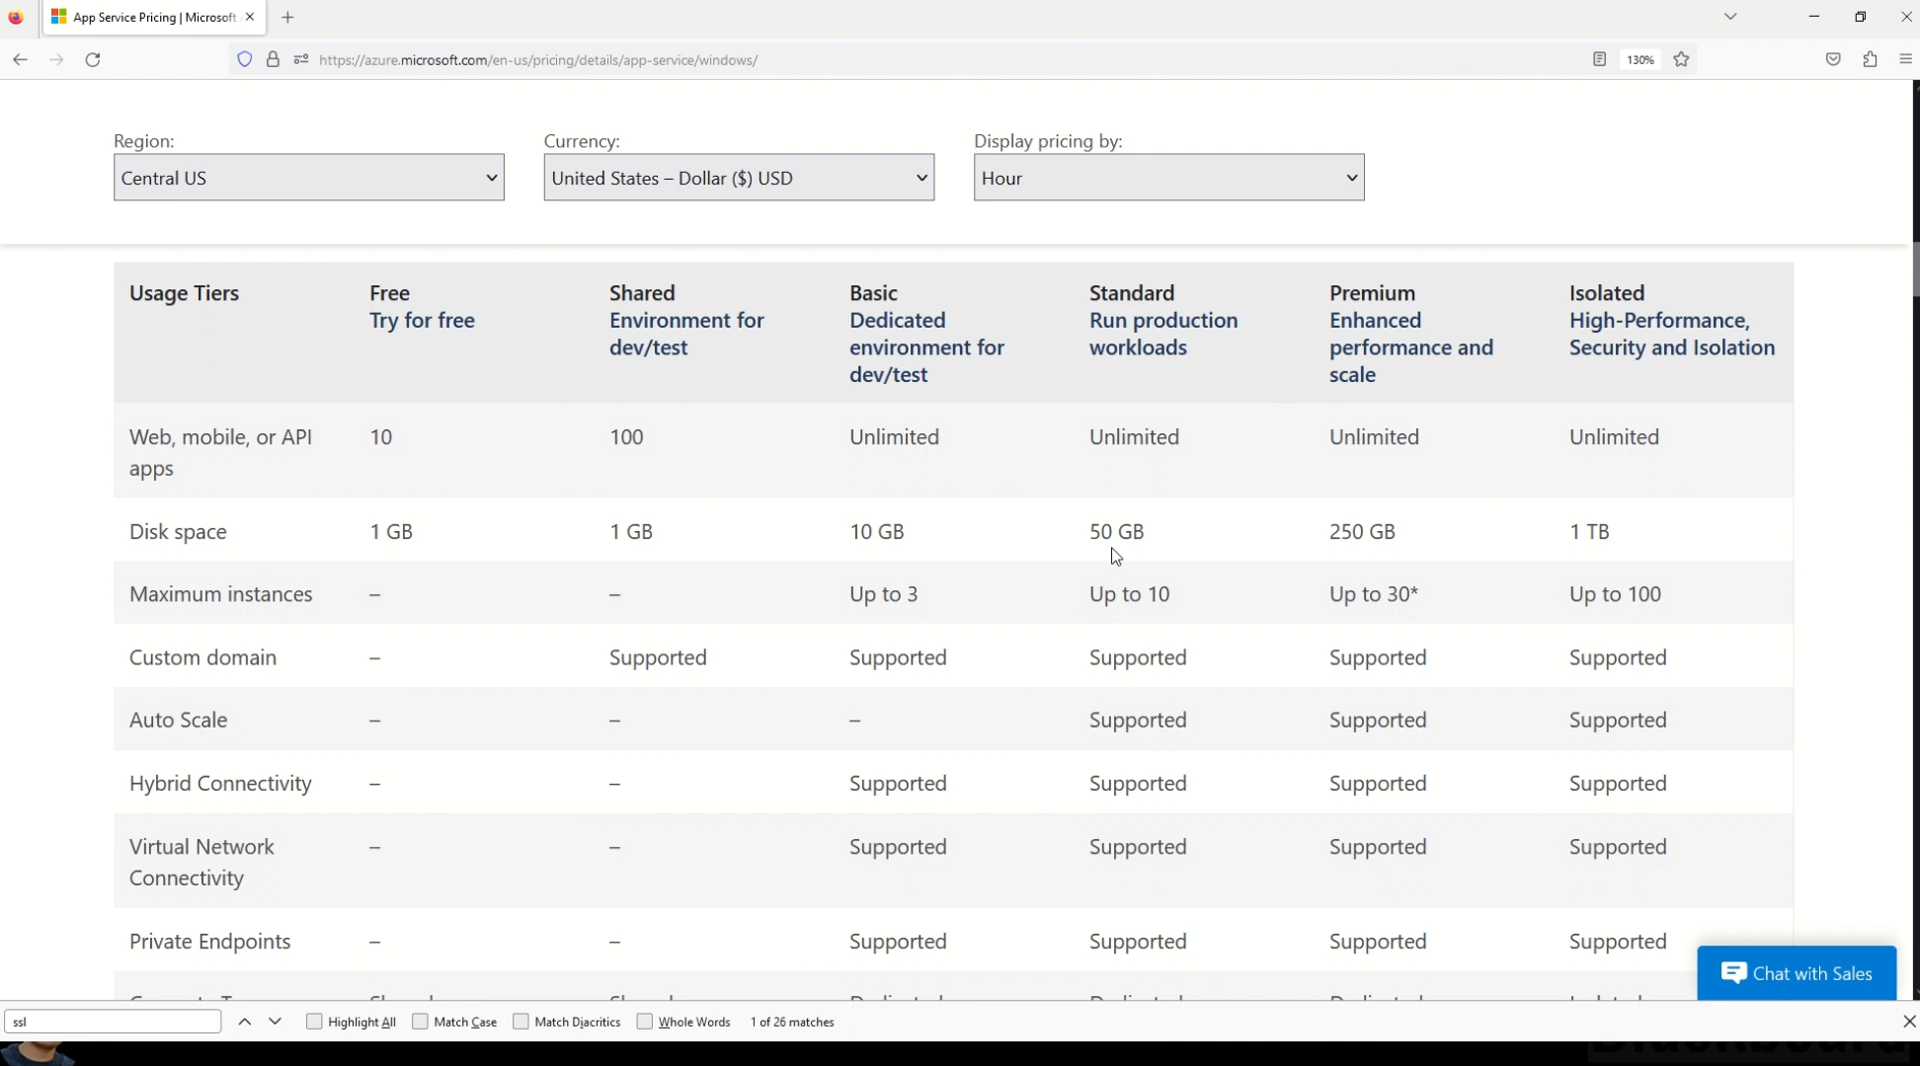 App Service Pricing | Microsoft
https://azure.microsoft.com/en-us/pricing/details/app-service/windows/
130%
Region: Currency: Display pricing by:
Central US United States – Dollar ($) USD Hour
Usage Tiers Free Shared Basic Standard Premium Isolated
Try for free Environment for Dedicated Run production Enhanced High-Performance,
dev/test environment for workloads performance and Security and Isolation
dev/test scale
Web, mobile, or API 10 100 Unlimited Unlimited Unlimited Unlimited
apps
Disk space 1 GB 1 GB 10 GB 50 GB 250 GB 1 TB
Maximum instances – – Up to 3 Up to 10 Up to 30* Up to 100
Custom domain – Supported Supported Supported Supported Supported
Auto Scale – – – Supported Supported Supported
Hybrid Connectivity – – Supported Supported Supported Supported
Virtual Network – – Supported Supported Supported Supported
Connectivity
Private Endpoints – – Supported Supported Supported Supported
Chat with Sales
ssl Highlight All Match Case Match Diacritics Whole Words 1 of 26 matches